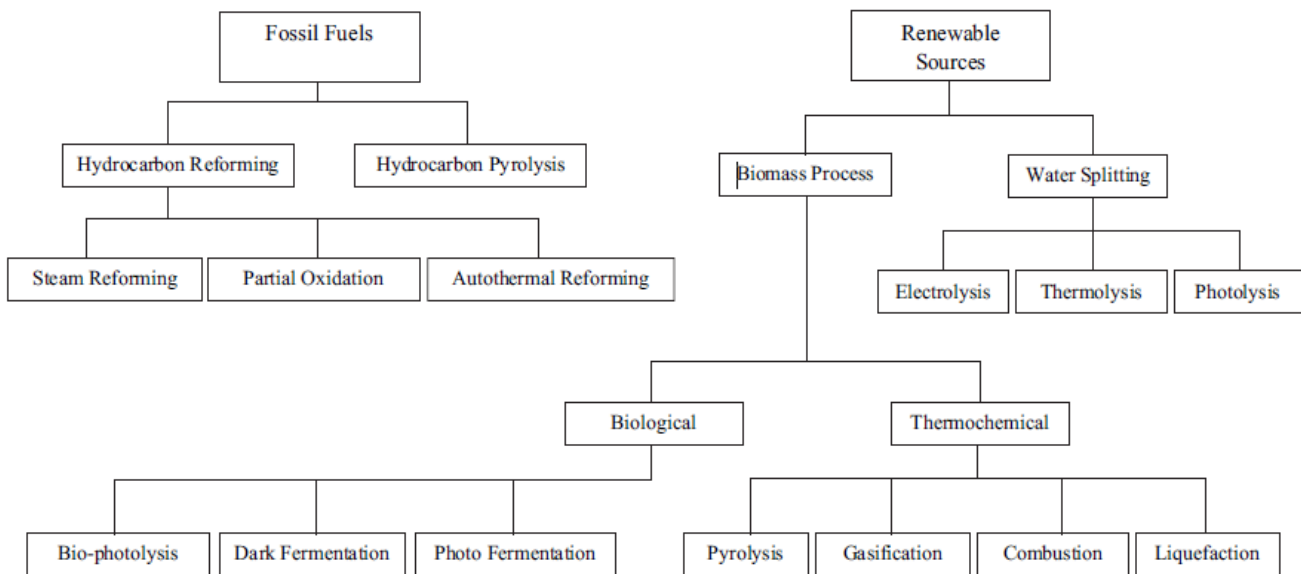 Fossil Fuels
Renewable
Sources
Hydrocarbon Reforming
Hydrocarbon Pyrolysis
Biomass Process
Water Splitting
Steam Reforming
Partial Oxidation
Autothermal Reforming
Electrolysis
Thermolysis
Photolysis
Biological
Thermochemical
Bio-photolysis
Dark Fermentation
Photo Fermentation
Pyrolysis
Gasification
Combustion
Liquefaction